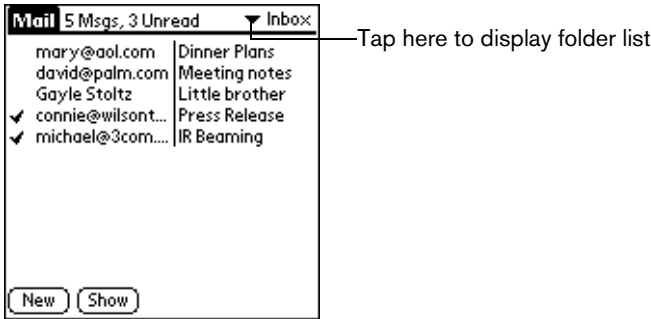 Mail 5 Msgs, 3 Unread Inbox
Tap here to display folder list
mary@aol.com Dinner Plans
david@palm.com Meeting notes
Gayle Stoltz Little brother
connie@wilsont... Press Release
michael@3com.... IR Beaming
New Show